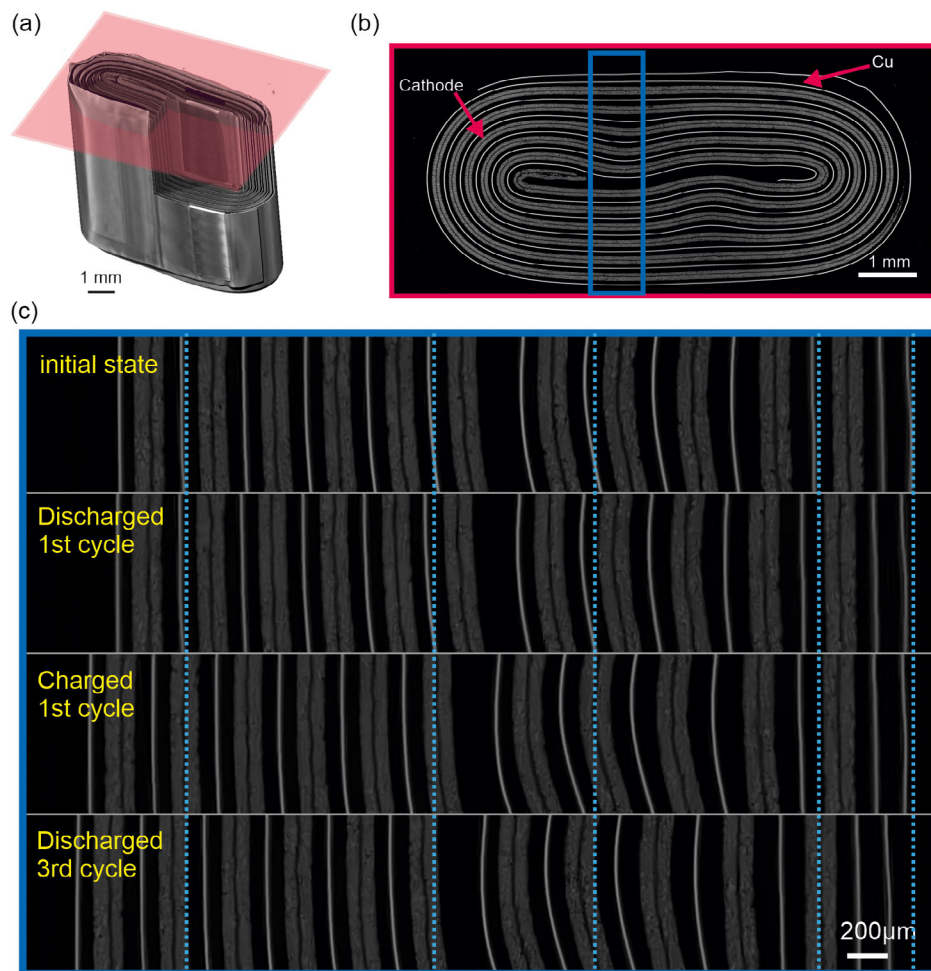 (a)
1 mm
(b)
Cathode
Cu
1 mm
(c)
initial state
Discharged
1st cycle
Charged
1st cycle
Discharged
3rd cycle
200μm